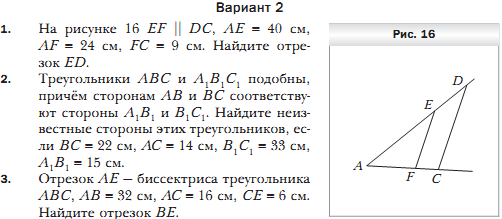 Вариант 2
1. На рисунке 16 EF || DC, AE = 40 см,
AF = 24 см, FC = 9 см. Найдите отре-
зок ED.
2. Треугольники ABC и A₁B₁C₁ подобны,
причём сторонам AB и BC соответству-
ют стороны A₁B₁ и B₁C₁. Найдите неиз-
вестные стороны этих треугольников, ес-
ли BC = 22 см, AC = 14 см, B₁C₁ = 33 см,
A₁B₁ = 15 см.
3. Отрезок AE – биссектриса треугольника
ABC, AB = 32 см, AC = 16 см, CE = 6 см.
Найдите отрезок BE.
Рис. 16
D
E
A
F C